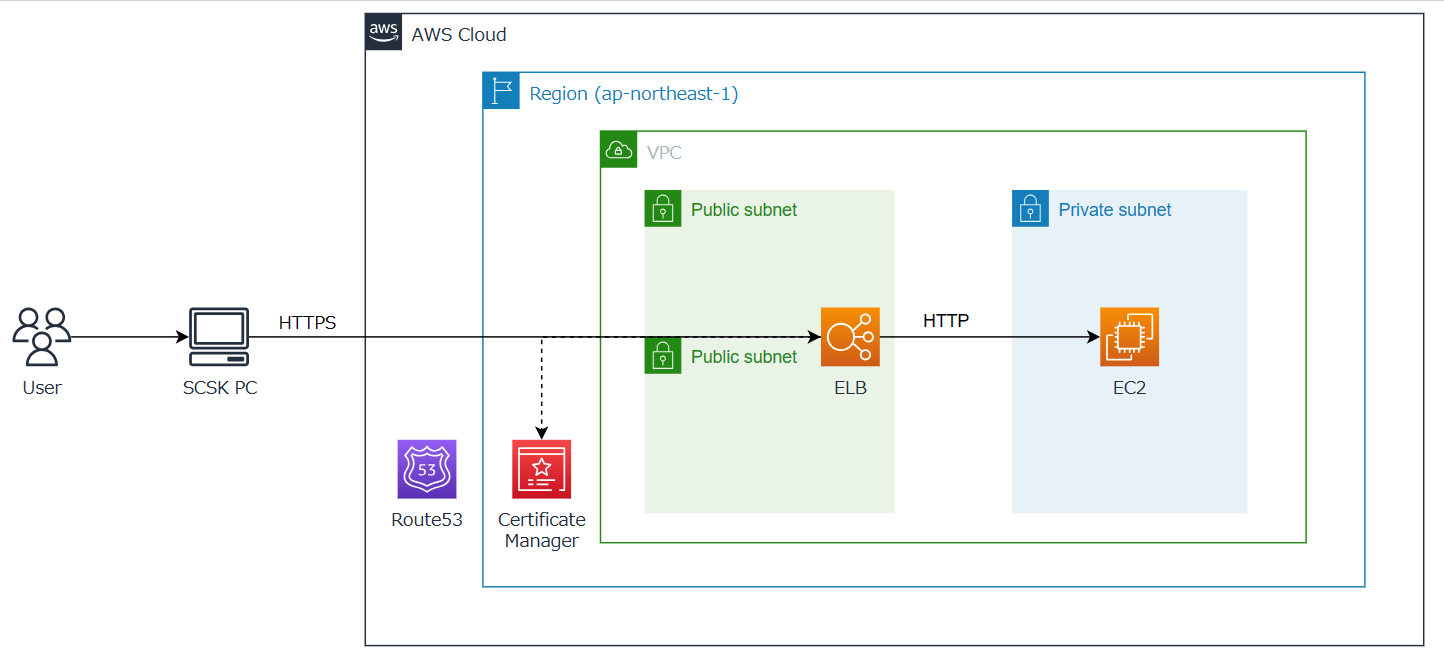 aws
AWS Cloud
Region (ap-northeast-1)
VPC
Public subnet
Private subnet
HTTPS
HTTP
Public subnet
User
SCSK PC
ELB
EC2
53
Route53
Certificate
Manager